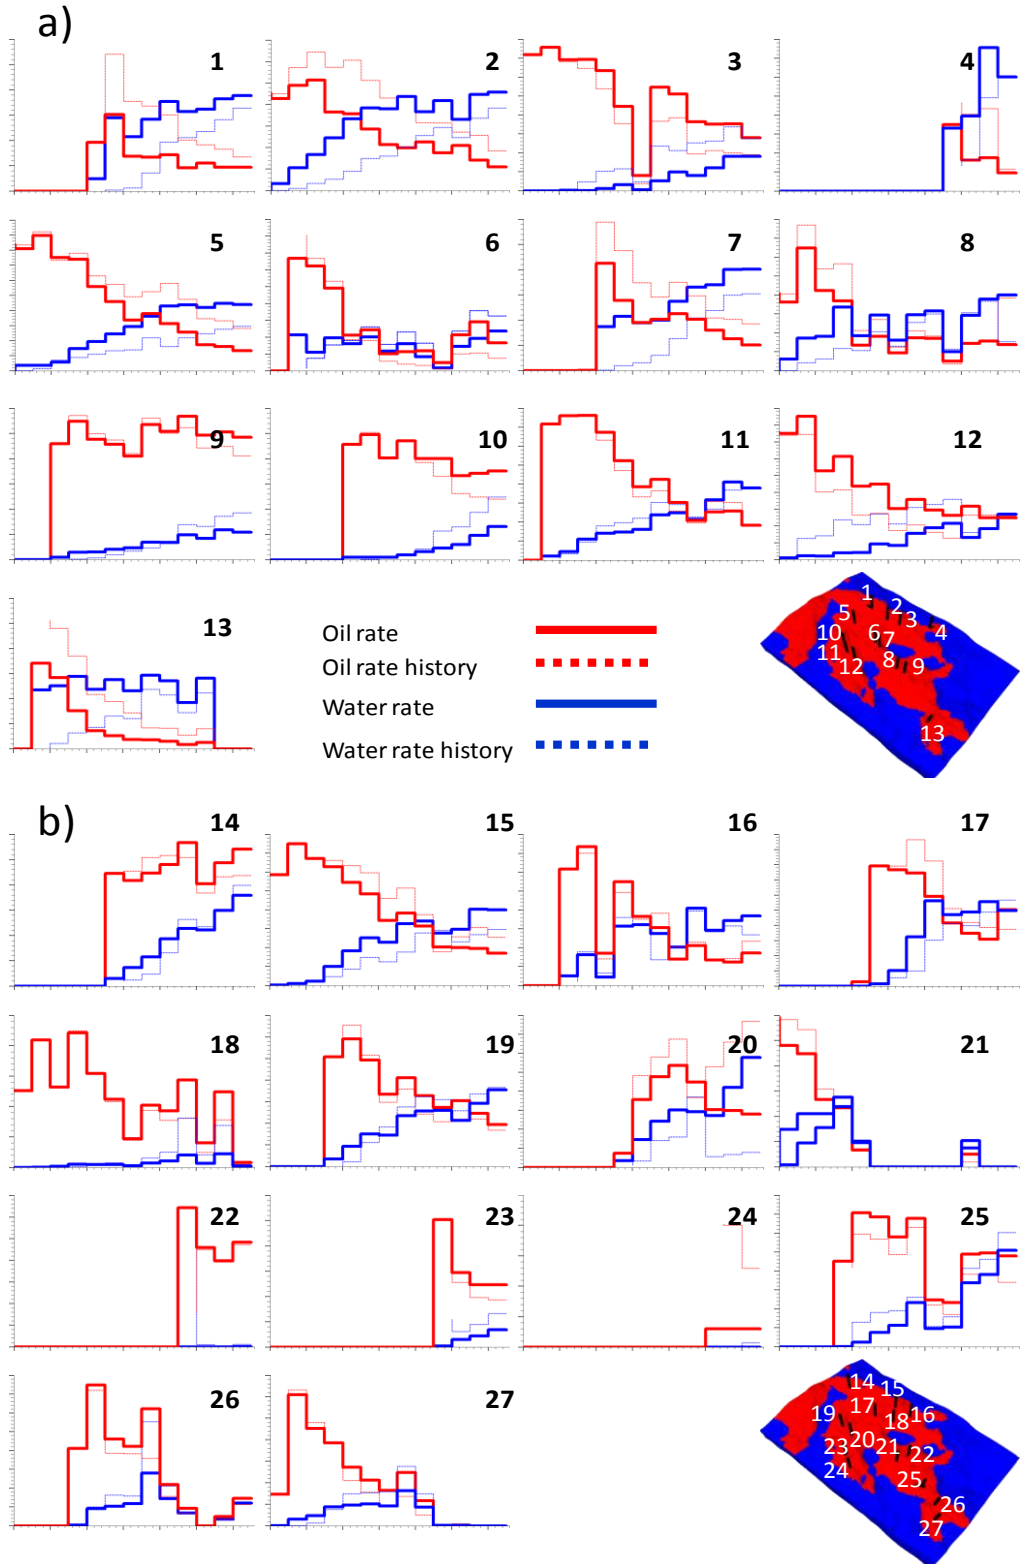 a)
1 2 3 4
5 6 7 8
9 10 11 12
13
Oil rate
Oil rate history
Water rate
Water rate history
1
2
5
3
4
10
6
7
11
12
8
9
13
b)
14 15 16 17
18 19 20 21
22 23 24 25
26 27
14
15
17
16
19
18
20
23
21
22
24
25
26
27